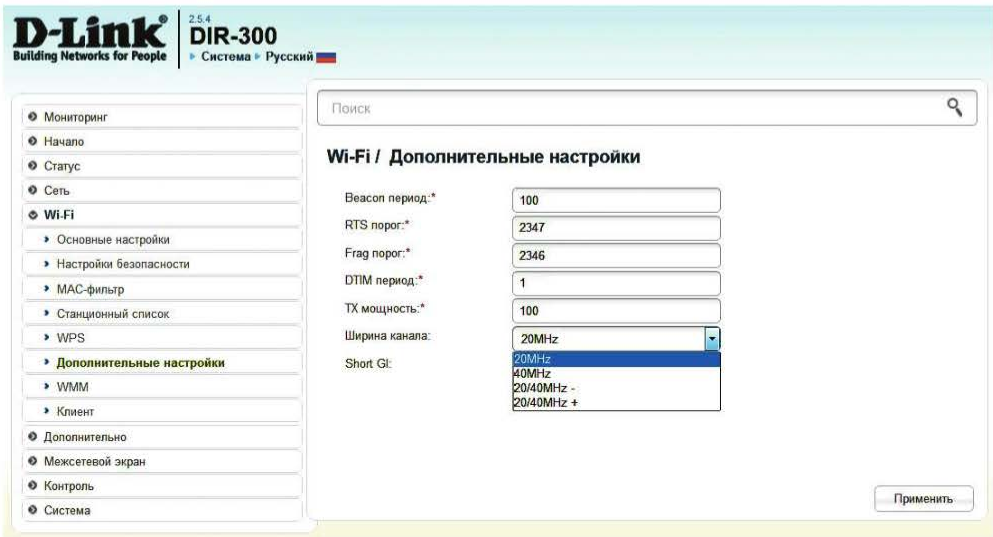 D-Link®
Building Networks for People
2.5.4
DIR-300
Система
Русский
Мониторинг
Начало
Статус
Сеть
Wi-Fi
Основные настройки
Настройки безопасности
MAC-фильтр
Станционный список
WPS
Дополнительные настройки
WMM
Клиент
Дополнительно
Межсетевой экран
Контроль
Система
Поиск
Wi-Fi / Дополнительные настройки
Beacon период:* 100
RTS порог:* 2347
Frag порог:* 2346
DTIM период:* 1
TX мощность:* 100
Ширина канала: 20MHz
Short GI:
20MHz
40MHz
20/40MHz -
20/40MHz +
Применить